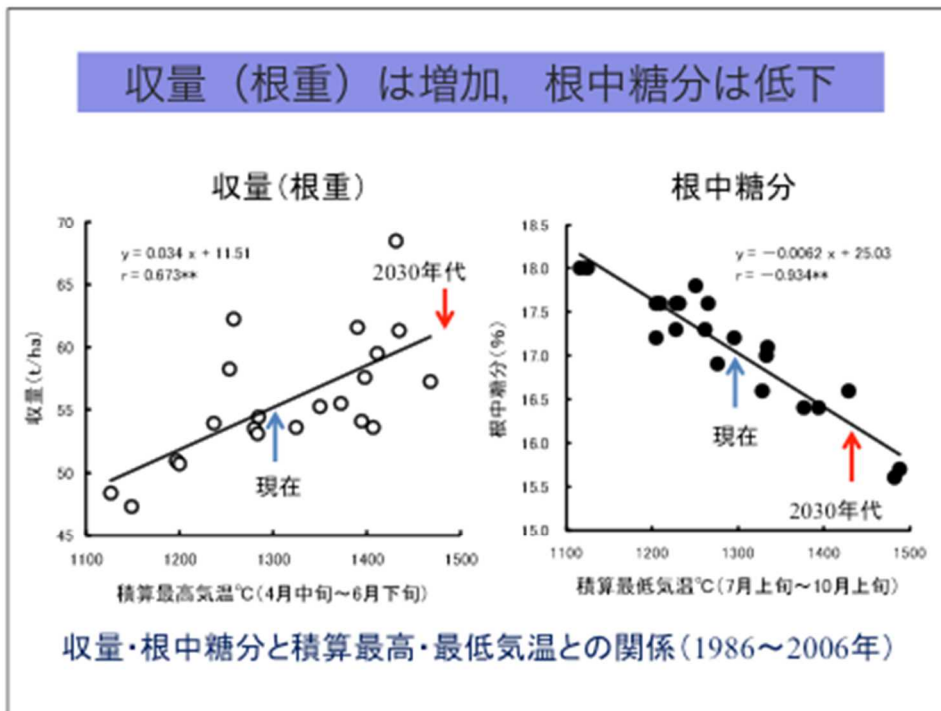 収量（根重）は増加，根中糖分は低下
収量(根重)
70
65
60
55
50
45
収量(t/ha)
y = 0.034 x + 11.51
r = 0.673**
2030年代
現在
1100
1200
1300
1400
1500
積算最高気温℃(4月中旬～6月下旬)
根中糖分
18.5
18.0
17.5
17.0
16.5
16.0
15.5
15.0
根中糖分(%)
y = -0.0062 x + 25.03
r = -0.934**
現在
2030年代
1100
1200
1300
1400
1500
積算最低気温℃(7月上旬～10月上旬)
収量・根中糖分と積算最高・最低気温との関係(1986～2006年)